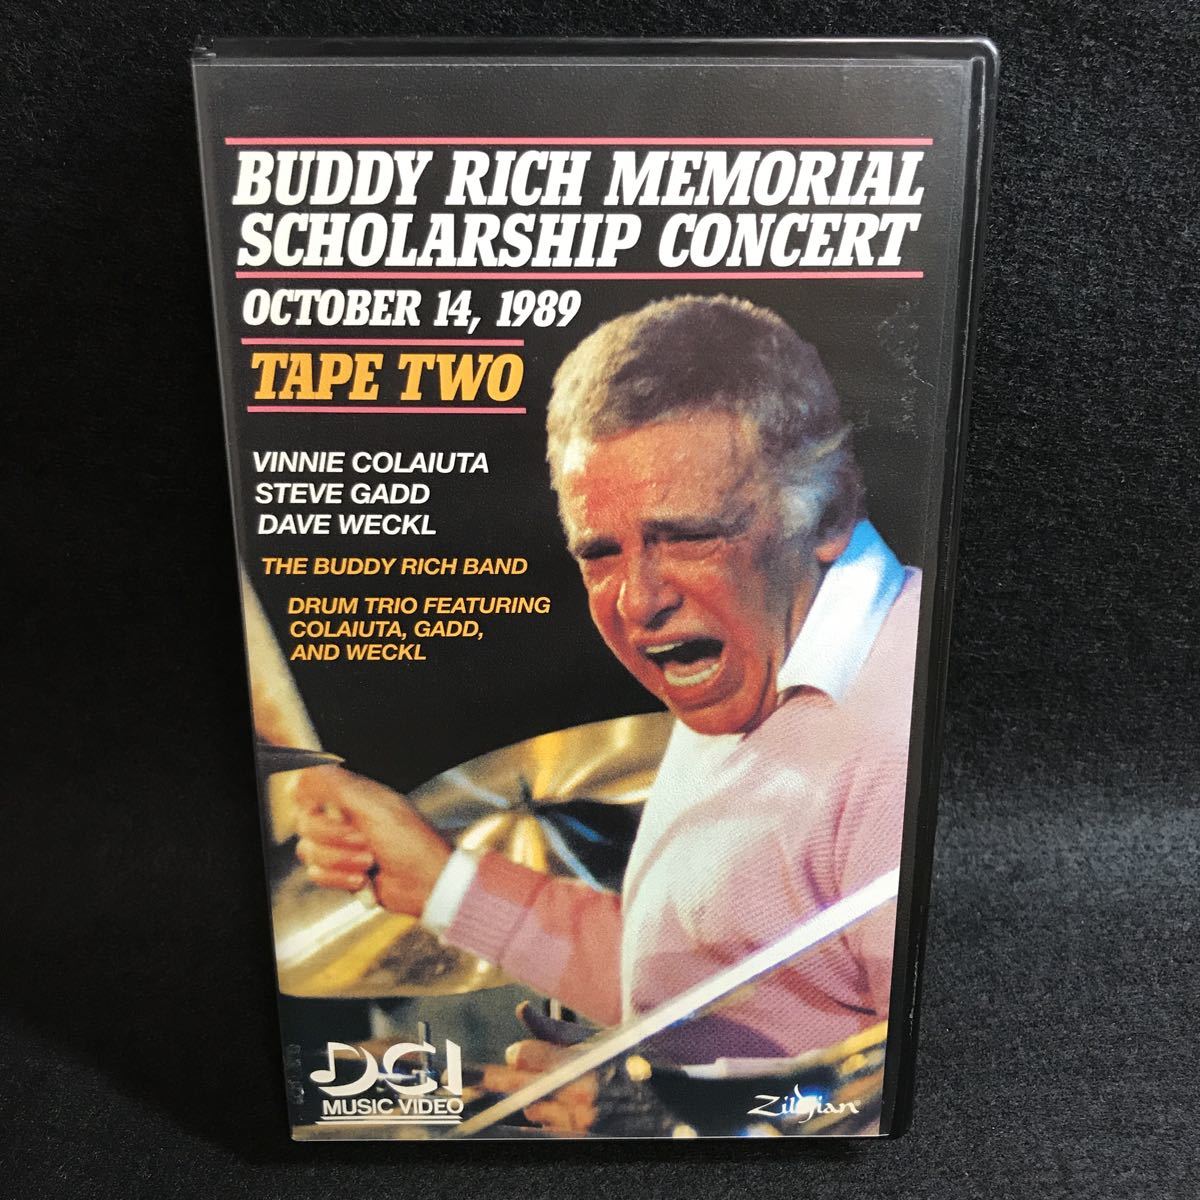 BUDDY RICH MEMORIAL
SCHOLARSHIP CONCERT
OCTOBER 14, 1989
TAPE TWO
VINNIE COLAIUTA
STEVE GADD
DAVE WECKL
THE BUDDY RICH BAND
DRUM TRIO FEATURING
COLAIUTA, GADD,
AND WECKL
DCI
MUSIC VIDEO
Zildjian®